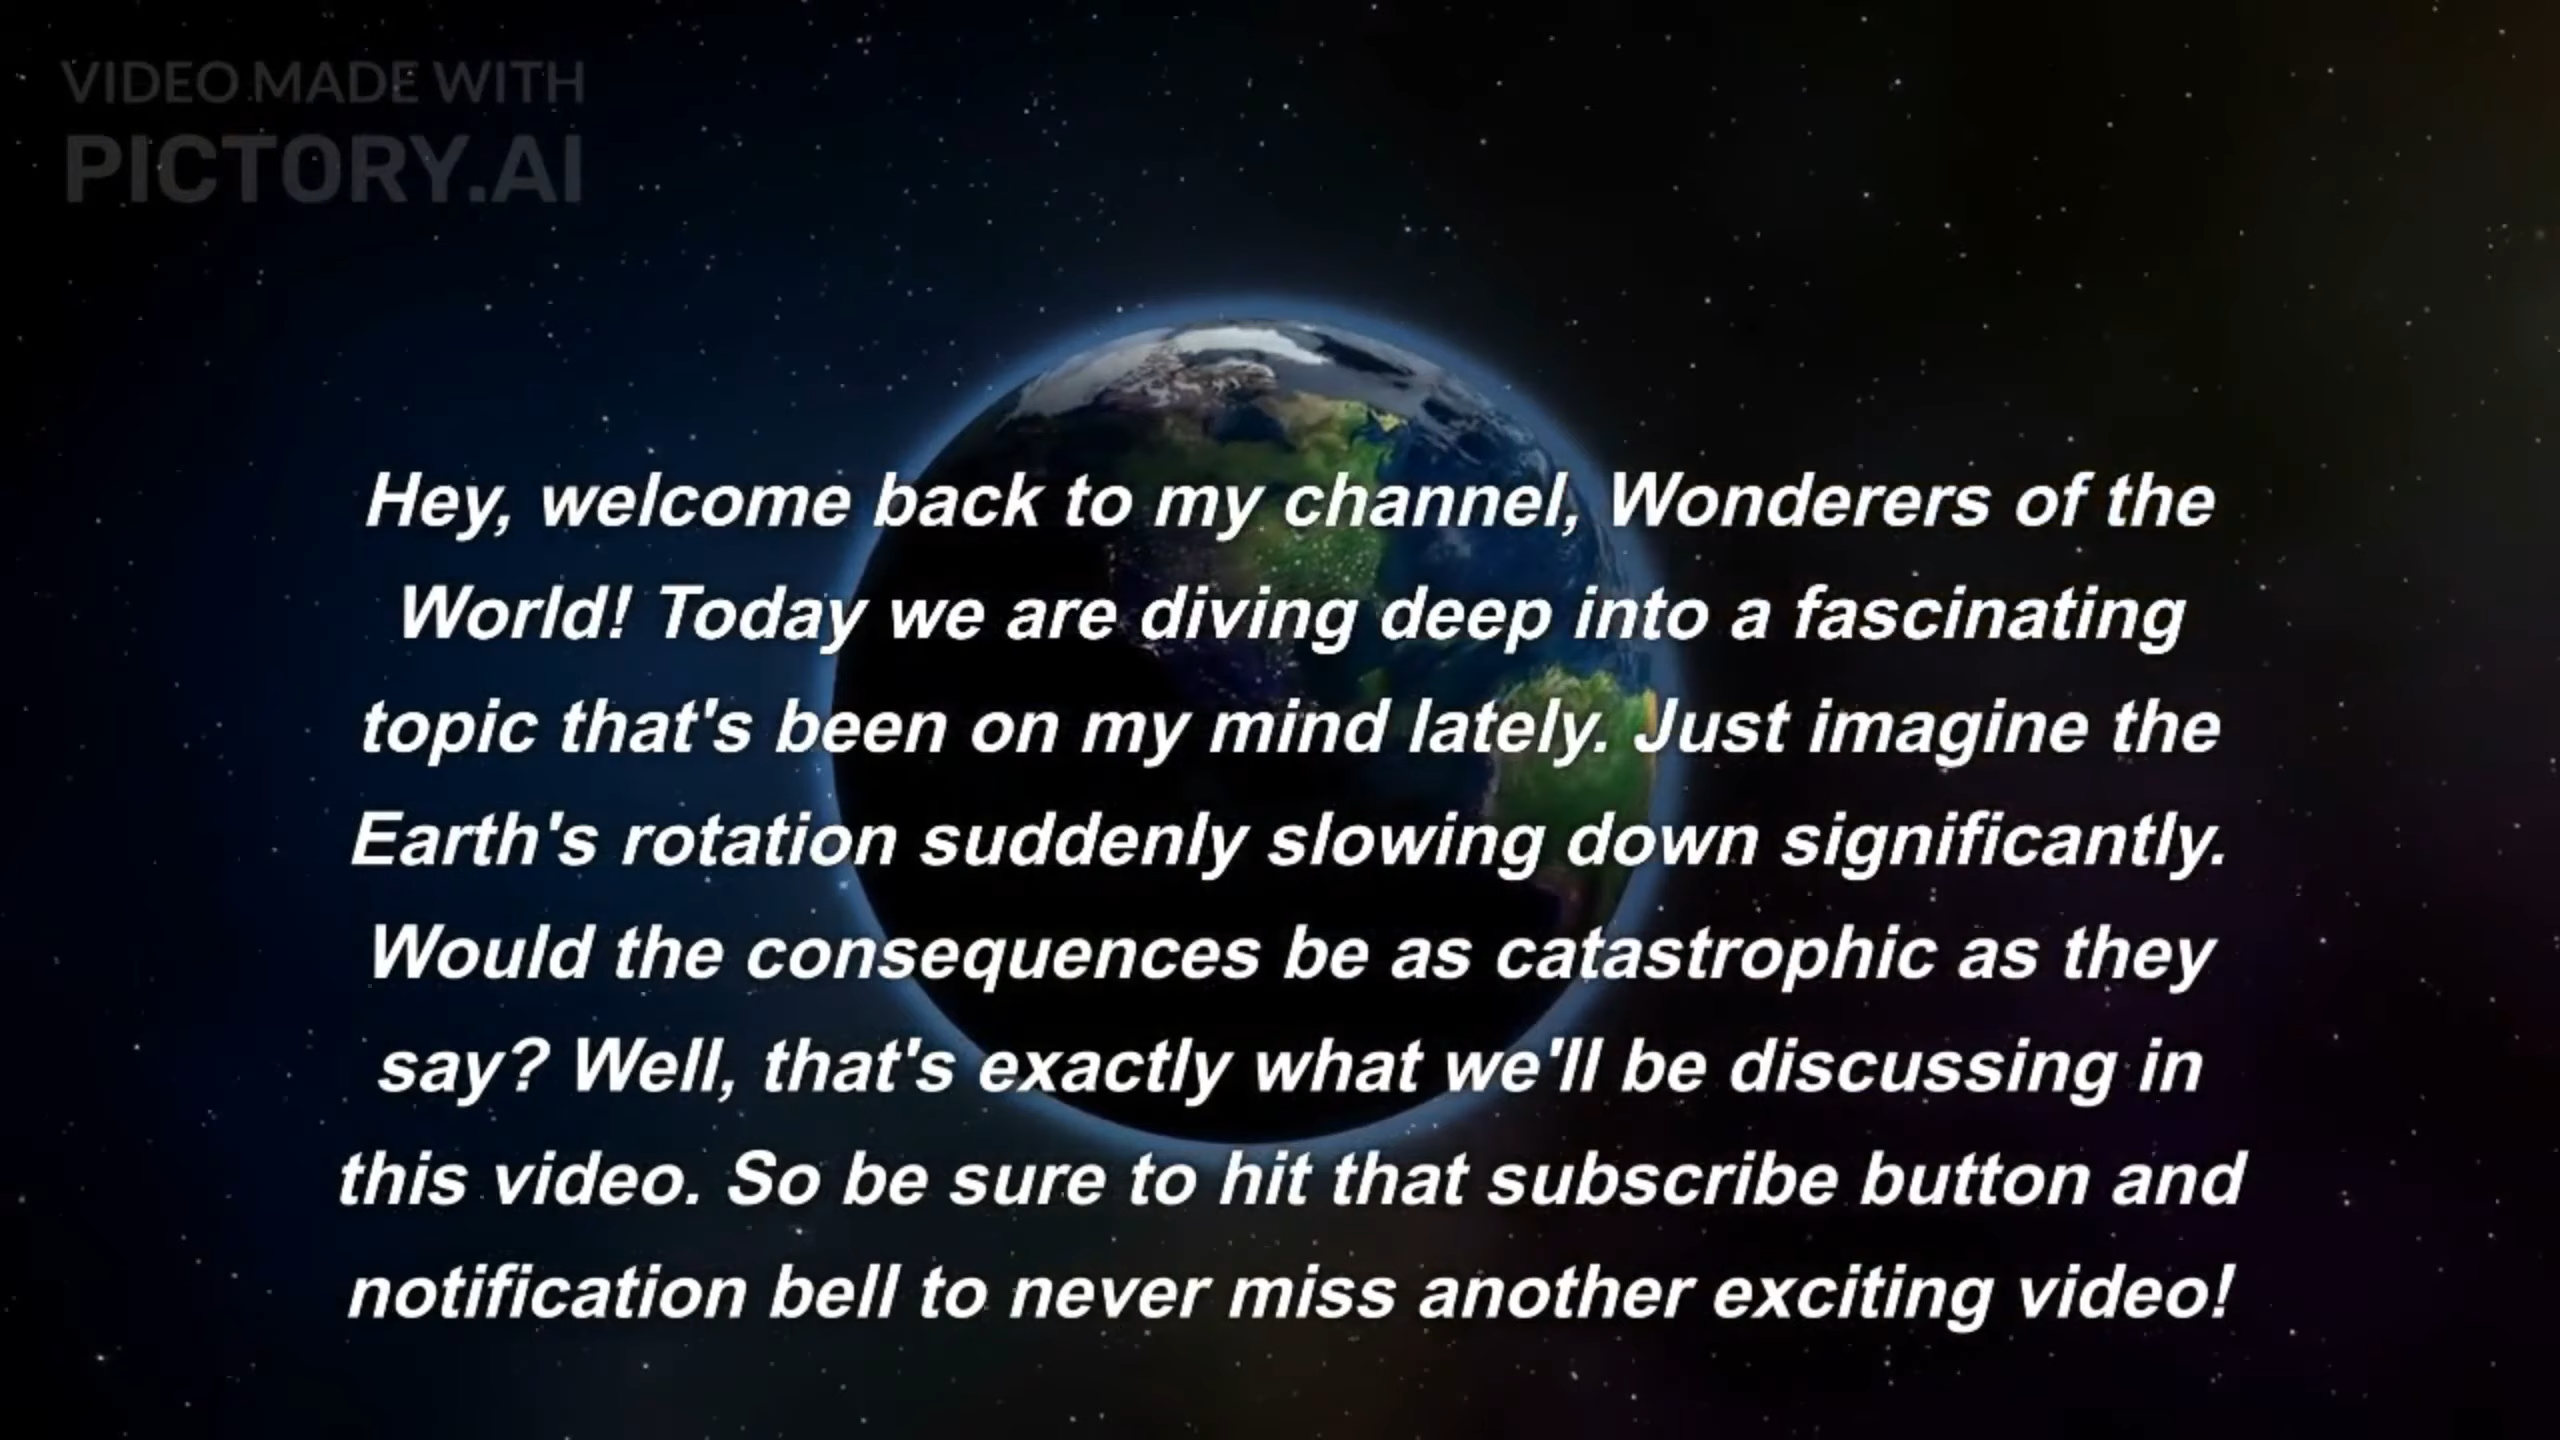 VIDEO MADE WITH
PICTORY.AI
Hey, welcome back to my channel, Wonderers of the
World! Today we are diving deep into a fascinating
topic that's been on my mind lately. Just imagine the
Earth's rotation suddenly slowing down significantly.
Would the consequences be as catastrophic as they
say? Well, that's exactly what we'll be discussing in
this video. So be sure to hit that subscribe button and
notification bell to never miss another exciting video!